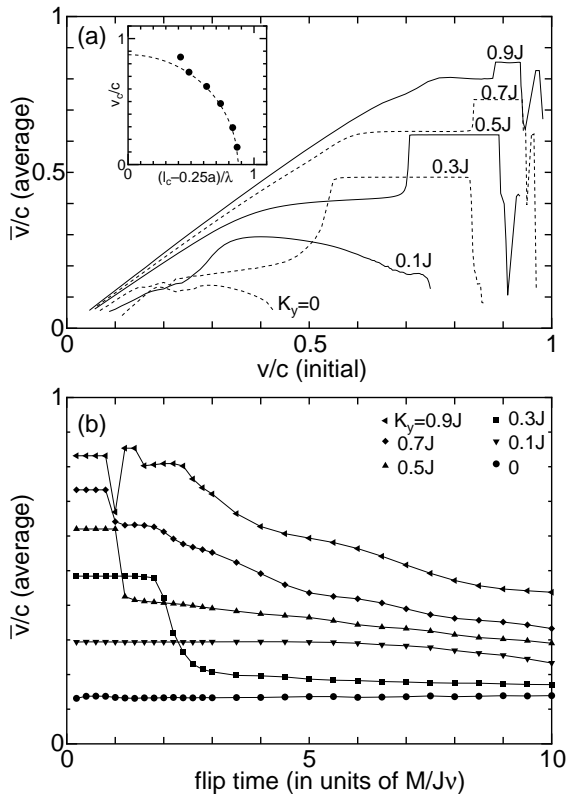 (a)
1
v_c/c
0
0
1
(l_c−0.25a)/λ
0.9J
0.7J
0.5J
0.3J
0.1J
K_y=0
1
0.5
0
v̄/c (average)
0
0.5
1
v/c (initial)
(b)
K_y=0.9J
0.3J
0.7J
0.1J
0.5J
0
1
0
v̄/c (average)
0
5
10
flip time (in units of M/Jν)